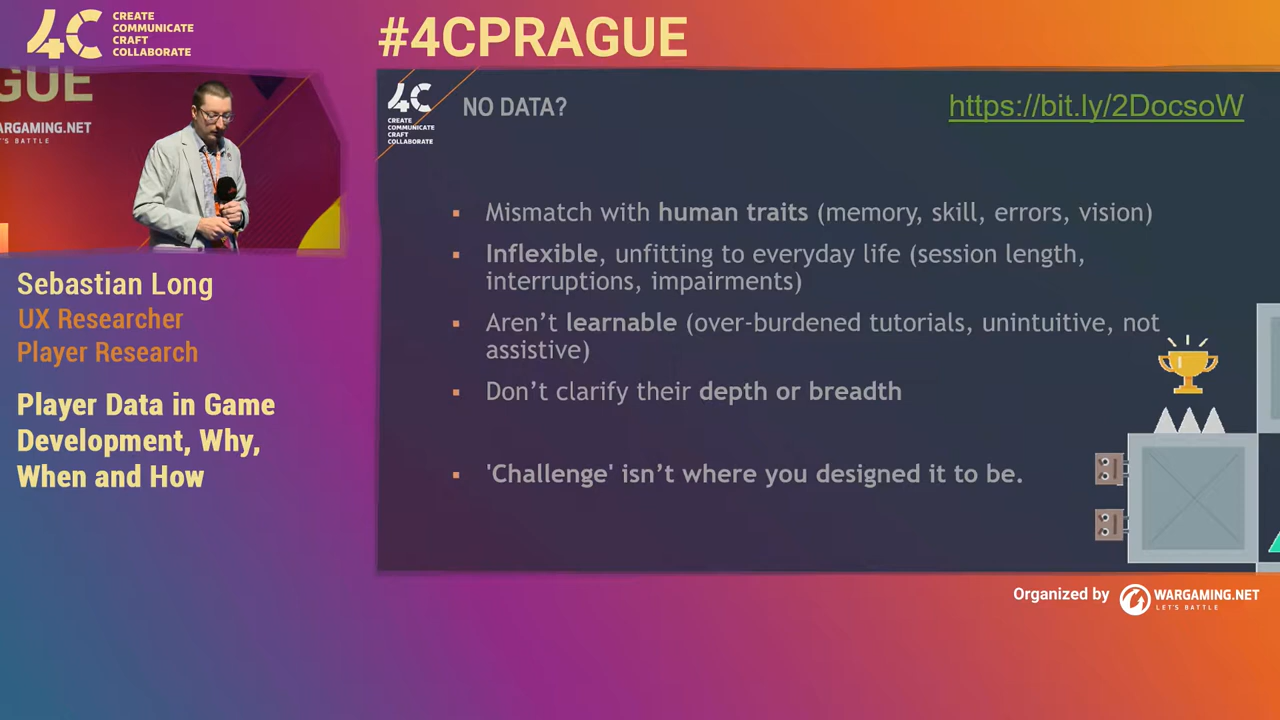 4C CREATE
COMMUNICATE
CRAFT
COLLABORATE
#4CPRAGUE
GUE
ARGAMING.NET
LET'S BATTLE
Sebastian Long
UX Researcher
Player Research
Player Data in Game
Development, Why,
When and How
4C
CREATE
COMMUNICATE
CRAFT
COLLABORATE
NO DATA?
https://bit.ly/2DocsoW
▪ Mismatch with human traits (memory, skill, errors, vision)
▪ Inflexible, unfitting to everyday life (session length,
interruptions, impairments)
▪ Aren't learnable (over-burdened tutorials, unintuitive, not
assistive)
▪ Don't clarify their depth or breadth
▪ 'Challenge' isn't where you designed it to be.
Organized by WARGAMING.NET
LET'S BATTLE